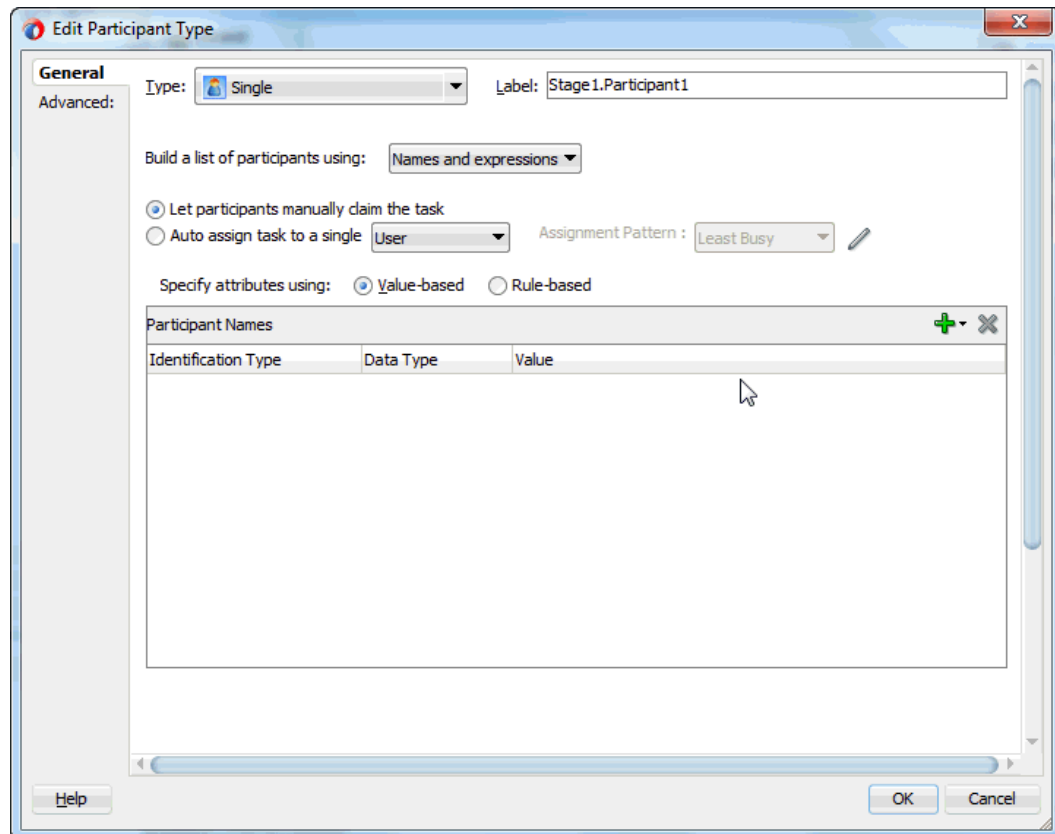 Edit Participant Type
General
Advanced:
Type: Single Label: Stage1.Participant1
Build a list of participants using: Names and expressions
Let participants manually claim the task
Auto assign task to a single User Assignment Pattern : Least Busy
Specify attributes using: Value-based Rule-based
Participant Names
Identification Type Data Type Value
Help OK Cancel